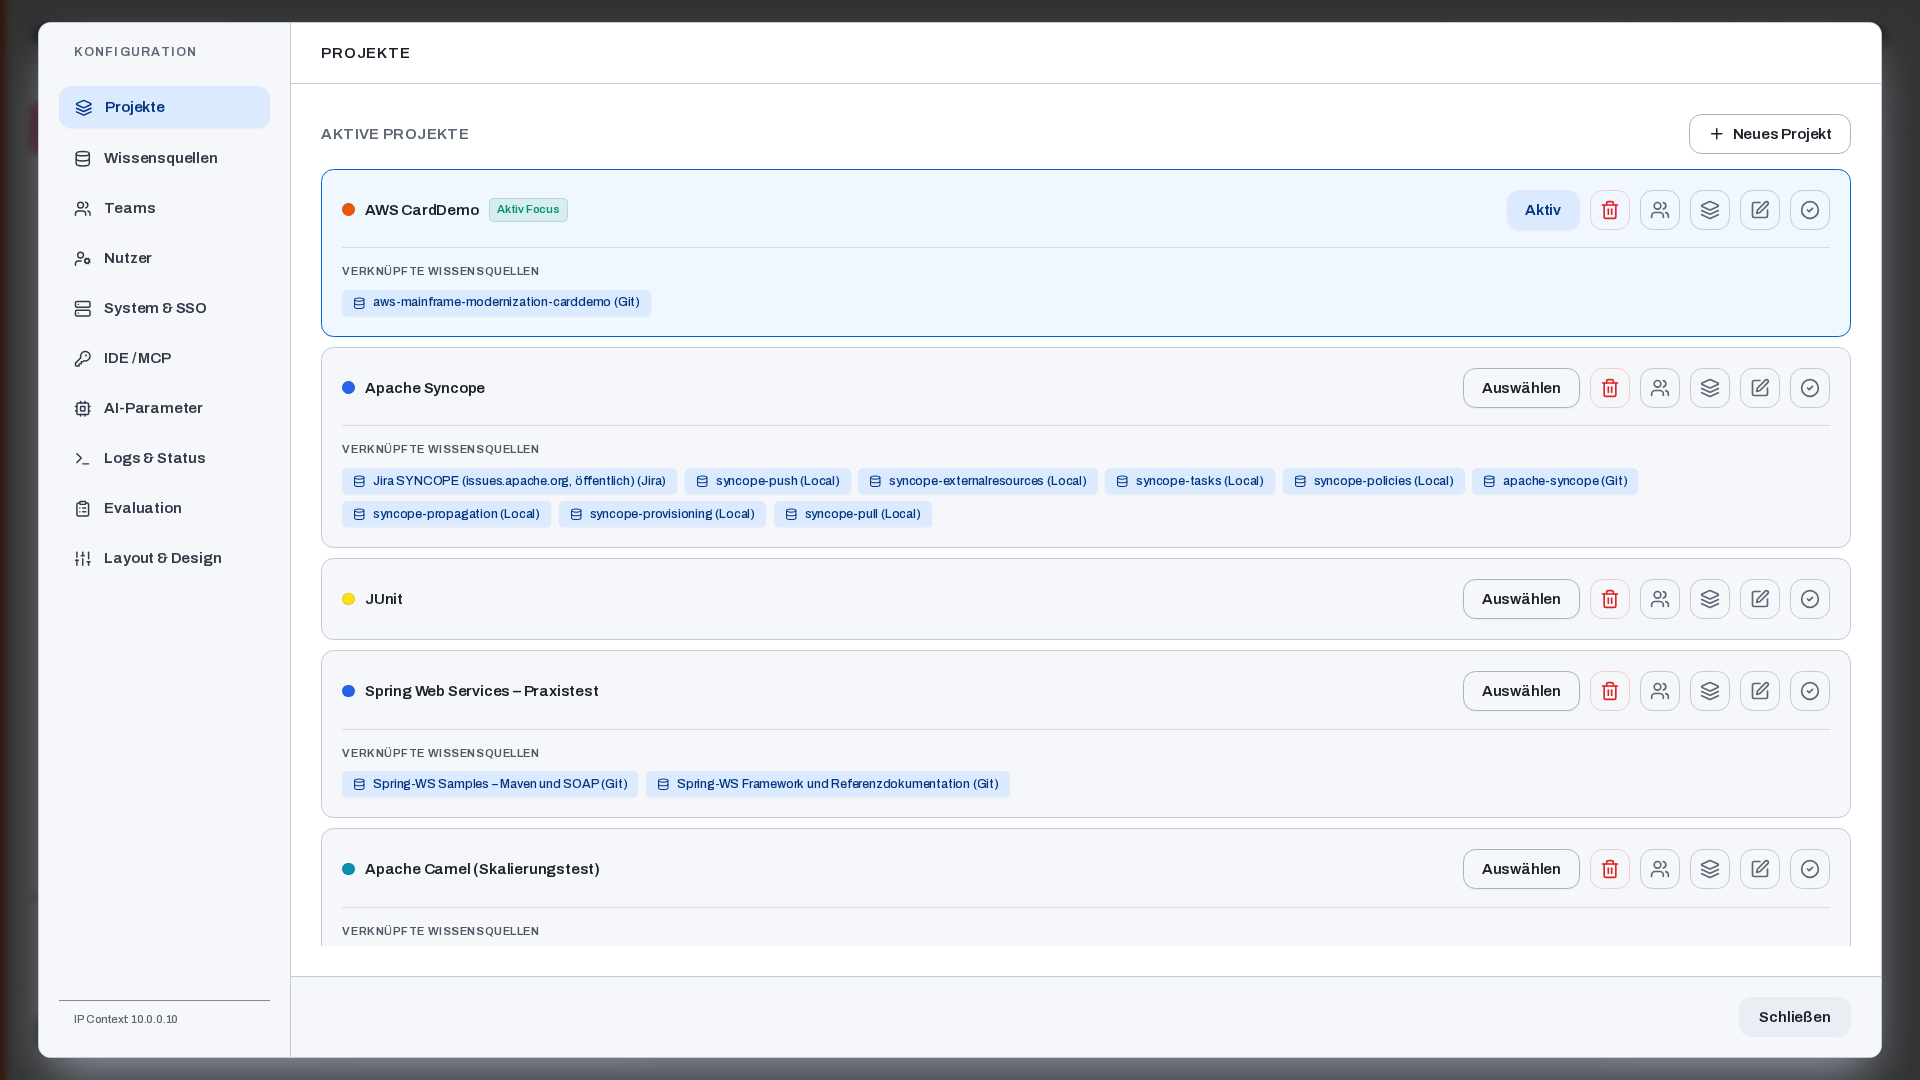 KONFIGURATION
Projekte
Wissensquellen
Teams
Nutzer
System & SSO
IDE / MCP
AI-Parameter
Logs & Status
Evaluation
Layout & Design
IP Context: 10.0.0.10
PROJEKTE
AKTIVE PROJEKTE
Neues Projekt
AWS CardDemo Aktiv Focus Aktiv
VERKNÜPFTE WISSENSQUELLEN
aws-mainframe-modernization-carddemo (Git)
Apache Syncope Auswählen
VERKNÜPFTE WISSENSQUELLEN
Jira SYNCOPE (issues.apache.org, öffentlich) (Jira) syncope-push (Local) syncope-externalresources (Local) syncope-tasks (Local) syncope-policies (Local) apache-syncope (Git)
syncope-propagation (Local) syncope-provisioning (Local) syncope-pull (Local)
JUnit Auswählen
Spring Web Services – Praxistest Auswählen
VERKNÜPFTE WISSENSQUELLEN
Spring-WS Samples – Maven und SOAP (Git) Spring-WS Framework und Referenzdokumentation (Git)
Apache Camel (Skalierungstest) Auswählen
VERKNÜPFTE WISSENSQUELLEN
Schließen